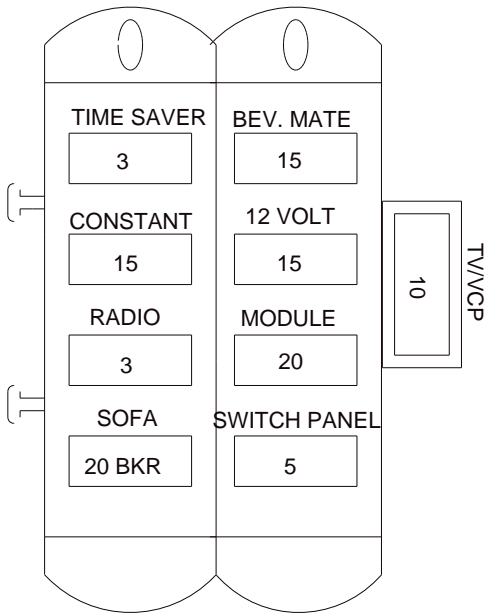 TIME SAVER
3
CONSTANT
15
RADIO
3
SOFA
20 BKR
BEV. MATE
15
12 VOLT
15
MODULE
20
SWITCH PANEL
5
TV/VCP
10